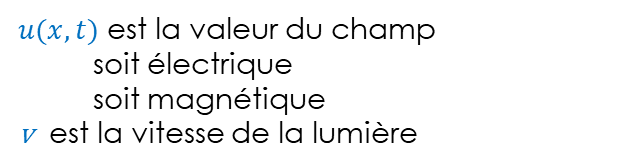 u(x, t) est la valeur du champ
soit électrique
soit magnétique
v est la vitesse de la lumière